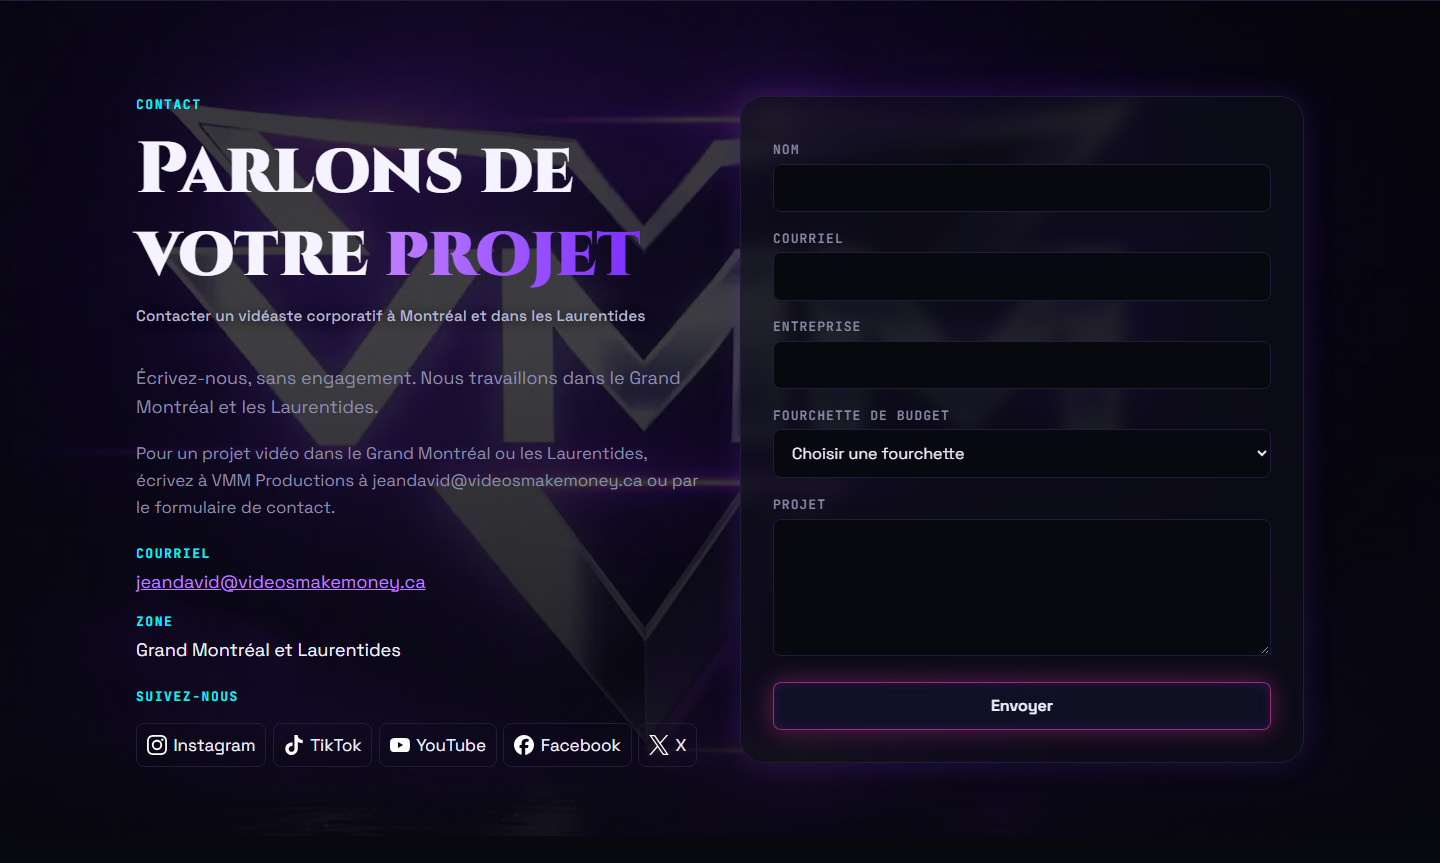 CONTACT
Parlons de
votre projet
Contacter un vidéaste corporatif à Montréal et dans les Laurentides
Écrivez-nous, sans engagement. Nous travaillons dans le Grand
Montréal et les Laurentides.
Pour un projet vidéo dans le Grand Montréal ou les Laurentides,
écrivez à VMM Productions à jeandavid@videosmakemoney.ca ou par
le formulaire de contact.
COURRIEL
jeandavid@videosmakemoney.ca
ZONE
Grand Montréal et Laurentides
SUIVEZ-NOUS
Instagram TikTok YouTube Facebook X
NOM
COURRIEL
ENTREPRISE
FOURCHETTE DE BUDGET
Choisir une fourchette
PROJET
Envoyer
VMM